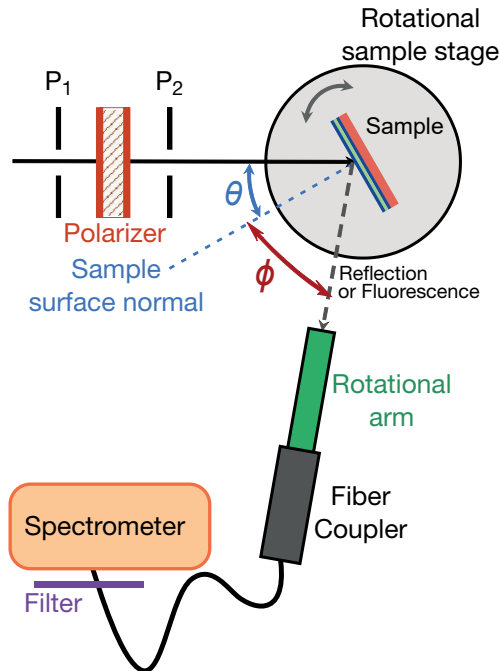 Rotational
sample stage
P₁
P₂
Sample
θ
Polarizer
Sample
surface normal
ϕ
Reflection
or Fluorescence
Rotational
arm
Fiber
Coupler
Spectrometer
Filter